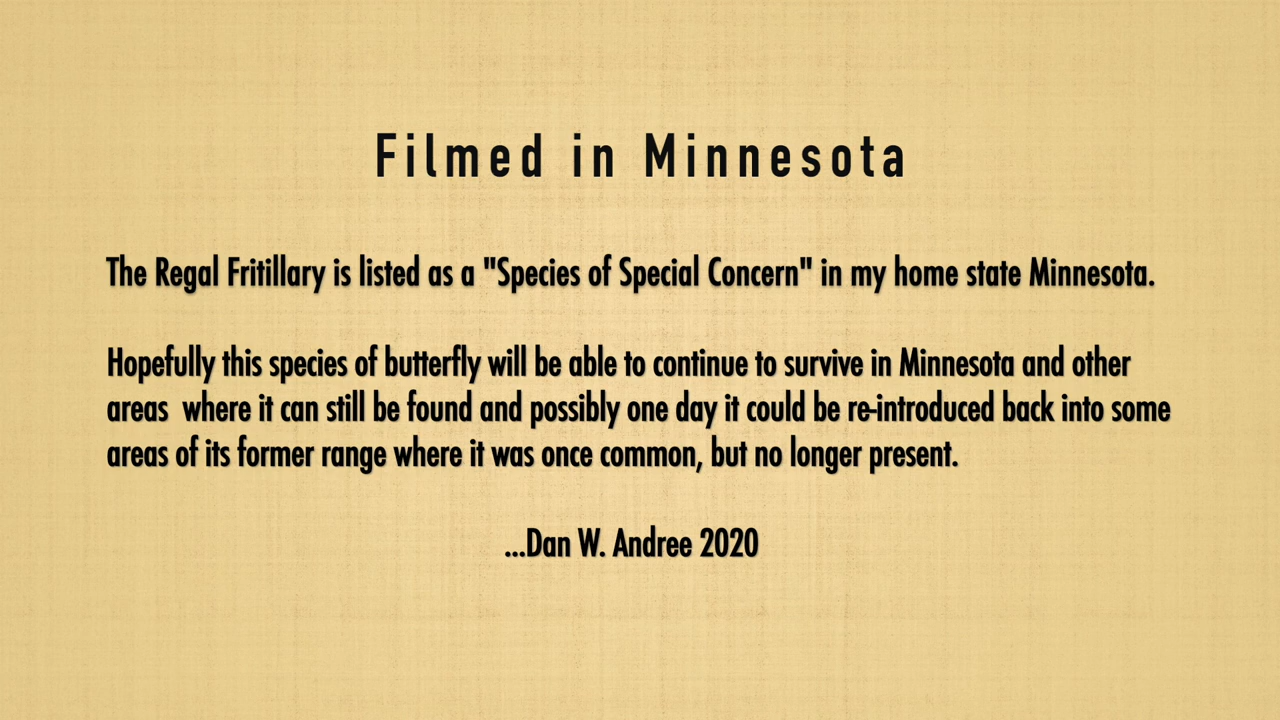 Filmed in Minnesota
The Regal Fritillary is listed as a "Species of Special Concern" in my home state Minnesota.
Hopefully this species of butterfly will be able to continue to survive in Minnesota and other
areas  where it can still be found and possibly one day it could be re-introduced back into some
areas of its former range where it was once common, but no longer present.
...Dan W. Andree 2020